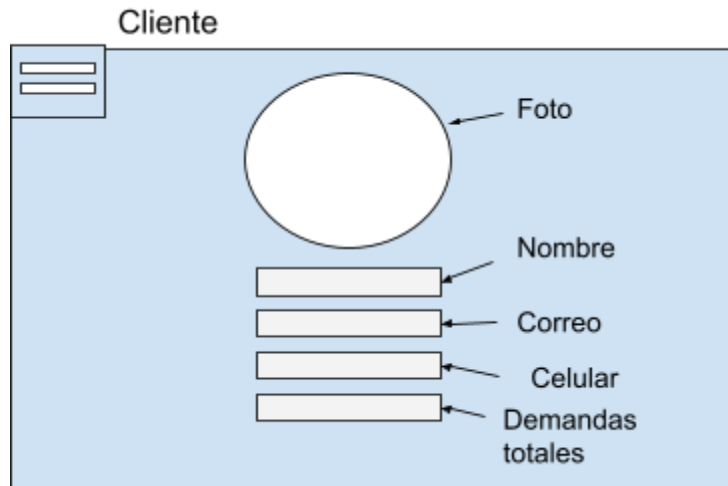 Cliente
Foto
Nombre
Correo
Celular
Demandas
totales